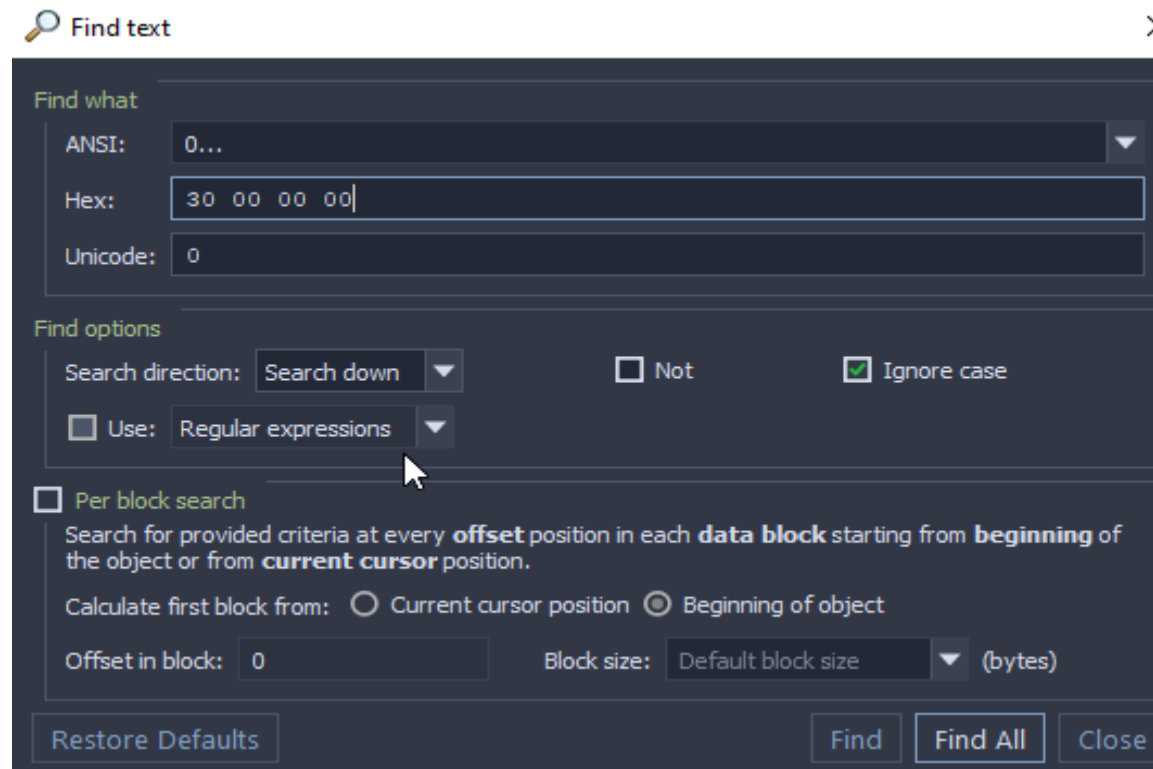 Find text
Find what
ANSI: 0...
Hex: 30 00 00 00
Unicode: 0
Find options
Search direction: Search down Not Ignore case
Use: Regular expressions
Per block search
Search for provided criteria at every offset position in each data block starting from beginning of
the object or from current cursor position.
Calculate first block from: Current cursor position Beginning of object
Offset in block: 0 Block size: Default block size (bytes)
Restore Defaults Find Find All Close